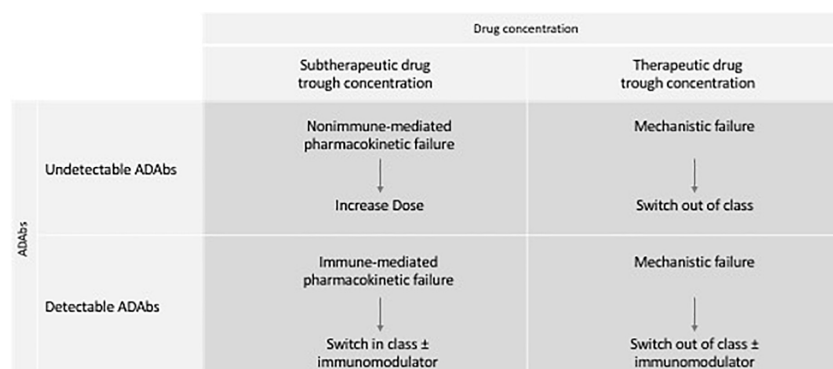 Drug concentration
Subtherapeutic drug
trough concentration
Therapeutic drug
trough concentration
ADAbs
Undetectable ADAbs
Nonimmune-mediated
pharmacokinetic failure
Increase Dose
Mechanistic failure
Switch out of class
Detectable ADAbs
Immune-mediated
pharmacokinetic failure
Switch in class ±
immunomodulator
Mechanistic failure
Switch out of class ±
immunomodulator